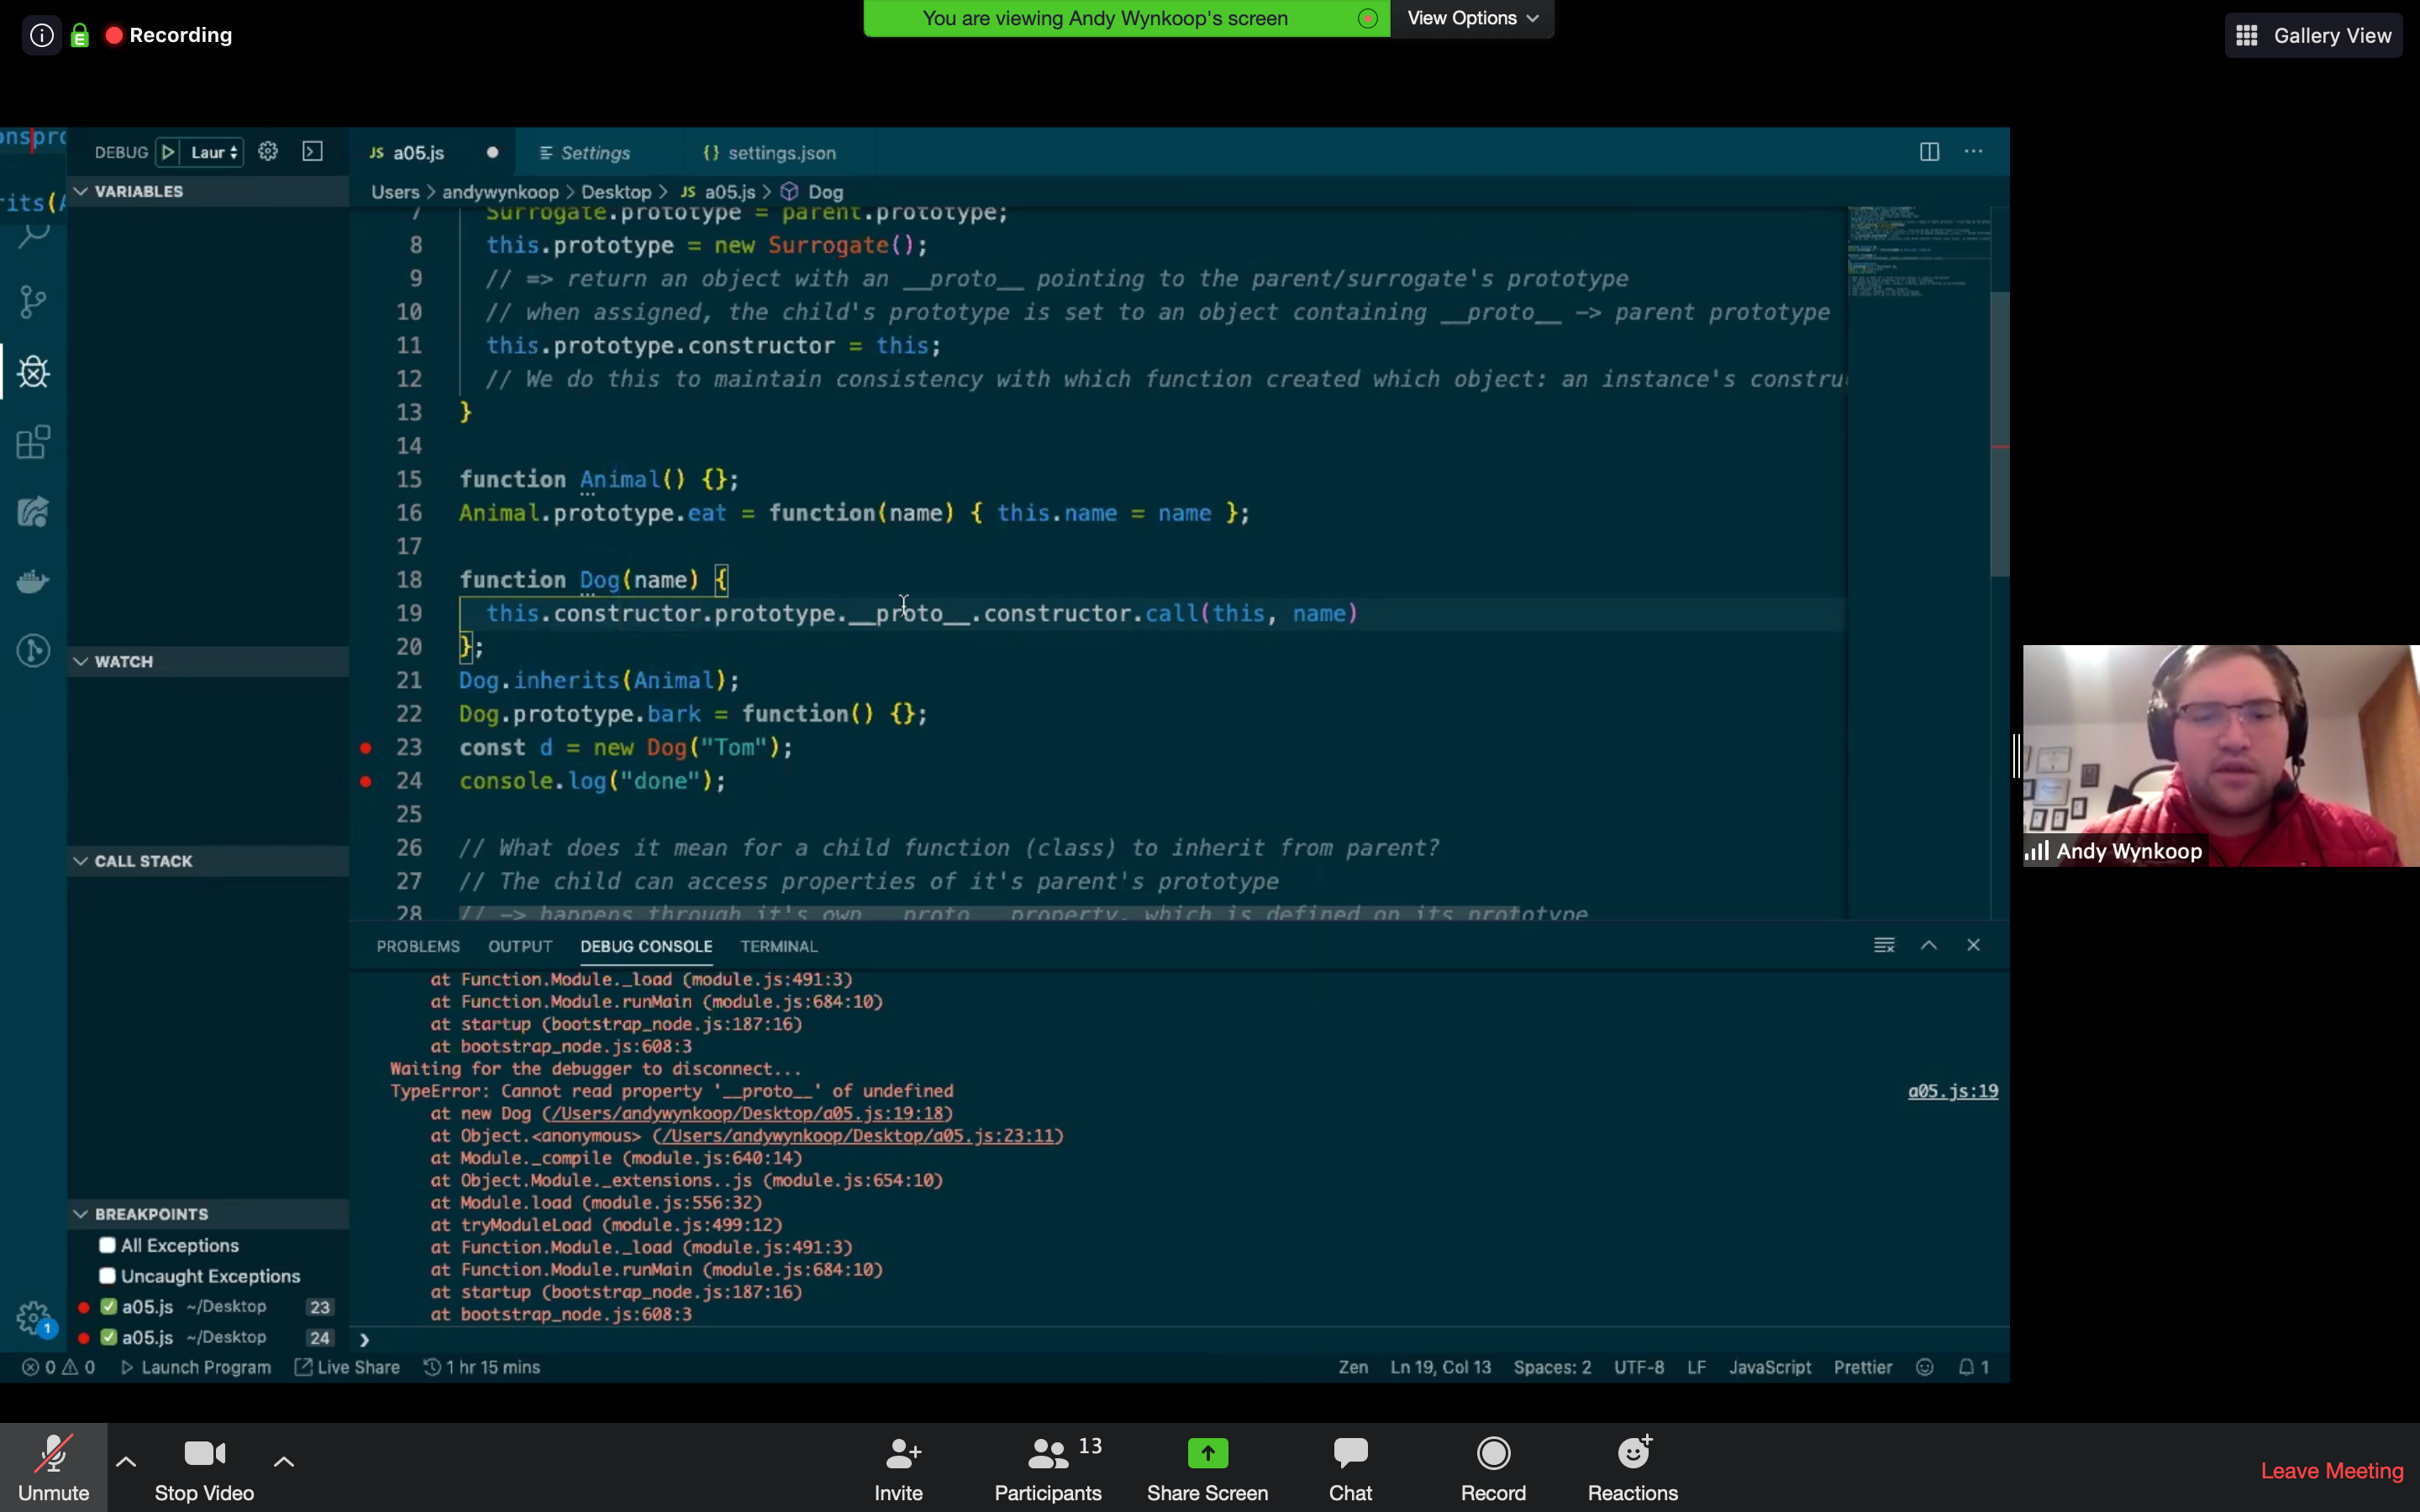 Recording
You are viewing Andy Wynkoop's screen
View Options
Gallery View
onspro
DEBUG Laur
JS a05.js
Settings
{} settings.json
rits(A
VARIABLES
Users > andywynkoop > Desktop > JS a05.js > Dog
7 Surrogate.prototype = parent.prototype;
8 this.prototype = new Surrogate();
9 // => return an object with an __proto__ pointing to the parent/surrogate's prototype
10 // when assigned, the child's prototype is set to an object containing __proto__ -> parent prototype
11 this.prototype.constructor = this;
12 // We do this to maintain consistency with which function created which object: an instance's constru
13 }
14
15 function Animal() {};
16 Animal.prototype.eat = function(name) { this.name = name };
17
18 function Dog(name) {
19 this.constructor.prototype.__proto__.constructor.call(this, name)
20 };
21 Dog.inherits(Animal);
22 Dog.prototype.bark = function() {};
23 const d = new Dog("Tom");
24 console.log("done");
25
26 // What does it mean for a child function (class) to inherit from parent?
27 // The child can access properties of it's parent's prototype
28 // -> happens through it's own __proto__ property, which is defined on its prototype
WATCH
CALL STACK
BREAKPOINTS
All Exceptions
Uncaught Exceptions
a05.js ~/Desktop 23
a05.js ~/Desktop 24
1
PROBLEMS OUTPUT DEBUG CONSOLE TERMINAL
at Function.Module._load (module.js:491:3)
at Function.Module.runMain (module.js:684:10)
at startup (bootstrap_node.js:187:16)
at bootstrap_node.js:608:3
Waiting for the debugger to disconnect...
TypeError: Cannot read property '__proto__' of undefined a05.js:19
at new Dog (/Users/andywynkoop/Desktop/a05.js:19:18)
at Object.<anonymous> (/Users/andywynkoop/Desktop/a05.js:23:11)
at Module._compile (module.js:640:14)
at Object.Module._extensions..js (module.js:654:10)
at Module.load (module.js:556:32)
at tryModuleLoad (module.js:499:12)
at Function.Module._load (module.js:491:3)
at Function.Module.runMain (module.js:684:10)
at startup (bootstrap_node.js:187:16)
at bootstrap_node.js:608:3
0 0 Launch Program Live Share 1 hr 15 mins Zen Ln 19, Col 13 Spaces: 2 UTF-8 LF JavaScript Prettier 1
Andy Wynkoop
Unmute
Stop Video
Invite
Participants 13
Share Screen
Chat
Record
Reactions
Leave Meeting